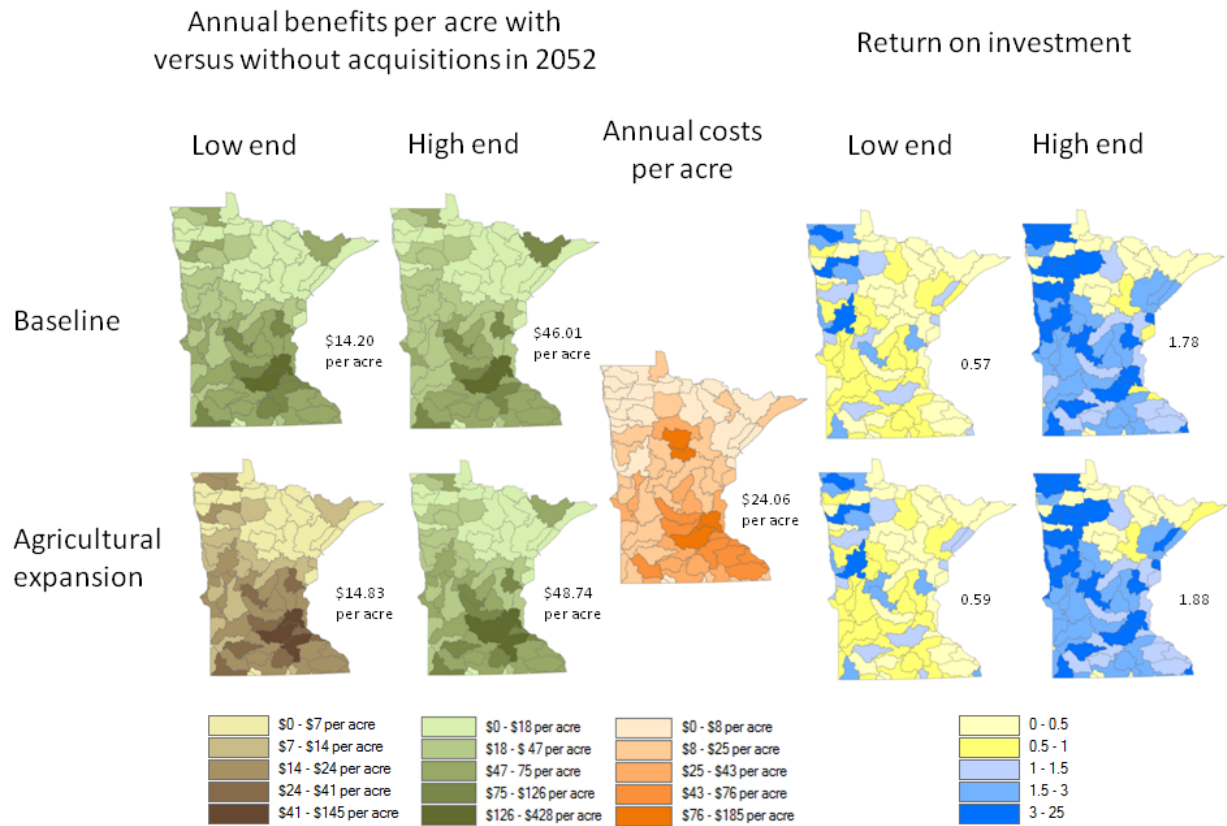 Annual benefits per acre with
versus without acquisitions in 2052
Return on investment
Low end
High end
Annual costs
per acre
Low end
High end
Baseline
$14.20
per acre
$46.01
per acre
0.57
1.78
$24.06
per acre
Agricultural
expansion
$14.83
per acre
$48.74
per acre
0.59
1.88
$0 - $7 per acre
$7 - $14 per acre
$14 - $24 per acre
$24 - $41 per acre
$41 - $145 per acre
$0 - $18 per acre
$18 - $ 47 per acre
$47 - 75 per acre
$75 - $126 per acre
$126 - $428 per acre
$0 - $8 per acre
$8 - $25 per acre
$25 - $43 per acre
$43 - $76 per acre
$76 - $185 per acre
0 - 0.5
0.5 - 1
1 - 1.5
1.5 - 3
3 - 25